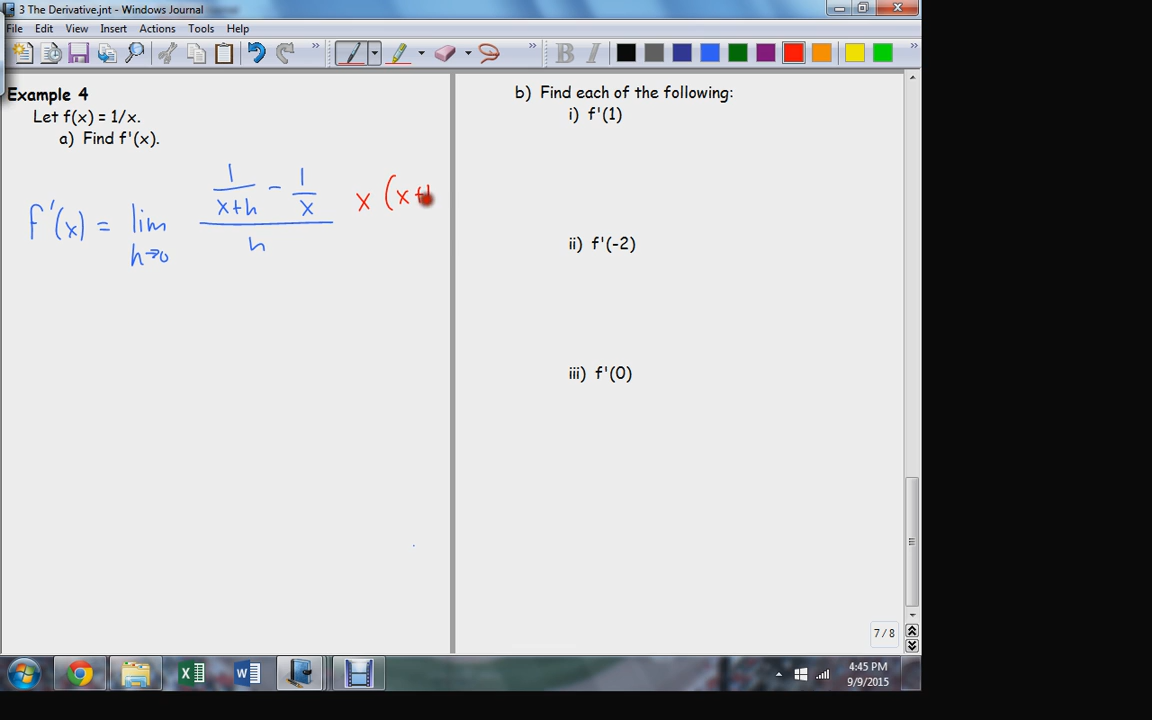 3 The Derivative.jnt - Windows Journal
File Edit View Insert Actions Tools Help
» B I »
Example 4
Let f(x) = 1/x.
a) Find f'(x).
f'(x) = lim h→0
1/(x+h) - 1/x
h
x (x+
b) Find each of the following:
i) f'(1)
ii) f'(-2)
iii) f'(0)
7 / 8
4:45 PM
9/9/2015